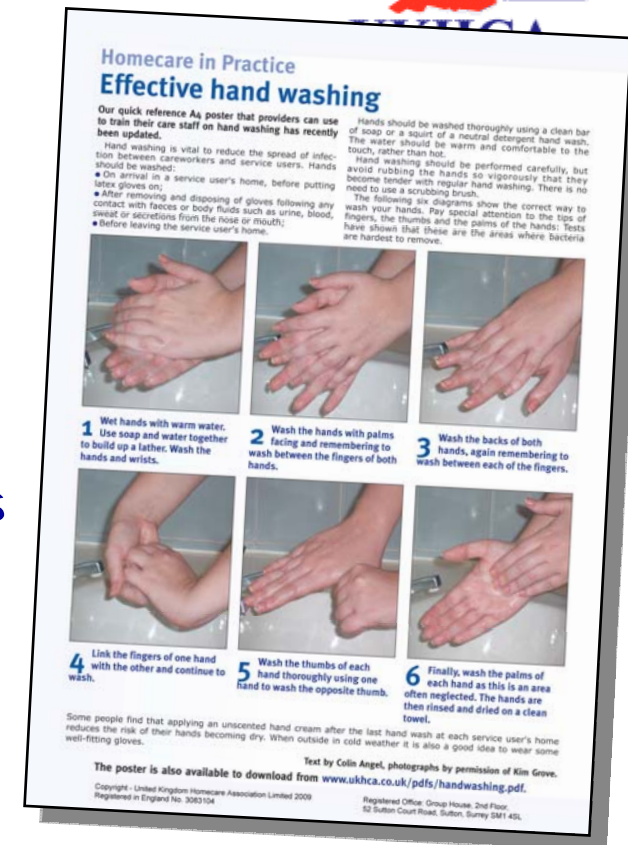 UKHCA
Homecare in Practice
Effective hand washing
Our quick reference A4 poster that providers can use
to train their care staff on hand washing has recently
been updated.
Hand washing is vital to reduce the spread of infec-
tion between careworkers and service users. Hands
should be washed:
• On arrival in a service user's home, before putting
latex gloves on;
• After removing and disposing of gloves following any
contact with faeces or body fluids such as urine, blood,
sweat or secretions from the nose or mouth;
• Before leaving the service user's home.
Hands should be washed thoroughly using a clean bar
of soap or a squirt of a neutral detergent hand wash.
The water should be warm and comfortable to the
touch, rather than hot.
Hand washing should be performed carefully, but
avoid rubbing the hands so vigorously that they
become tender with regular hand washing. There is no
need to use a scrubbing brush.
The following six diagrams show the correct way to
wash your hands. Pay special attention to the tips of
fingers, the thumbs and the palms of the hands: Tests
have shown that these are the areas where bacteria
are hardest to remove.
1 Wet hands with warm water.
Use soap and water together
to build up a lather. Wash the
hands and wrists.
2 Wash the hands with palms
facing and remembering to
wash between the fingers of both
hands.
3 Wash the backs of both
hands, again remembering to
wash between each of the fingers.
4 Link the fingers of one hand
with the other and continue to
wash.
5 Wash the thumbs of each
hand thoroughly using one
hand to wash the opposite thumb.
6 Finally, wash the palms of
each hand as this is an area
often neglected. The hands are
then rinsed and dried on a clean
towel.
Some people find that applying an unscented hand cream after the last hand wash at each service user's home
reduces the risk of their hands becoming dry. When outside in cold weather it is also a good idea to wear some
well-fitting gloves.
Text by Colin Angel, photographs by permission of Kim Grove.
The poster is also available to download from www.ukhca.co.uk/pdfs/handwashing.pdf.
Copyright - United Kingdom Homecare Association Limited 2009
Registered in England No. 3083104
Registered Office: Group House, 2nd Floor,
52 Sutton Court Road, Sutton, Surrey SM1 4SL
s